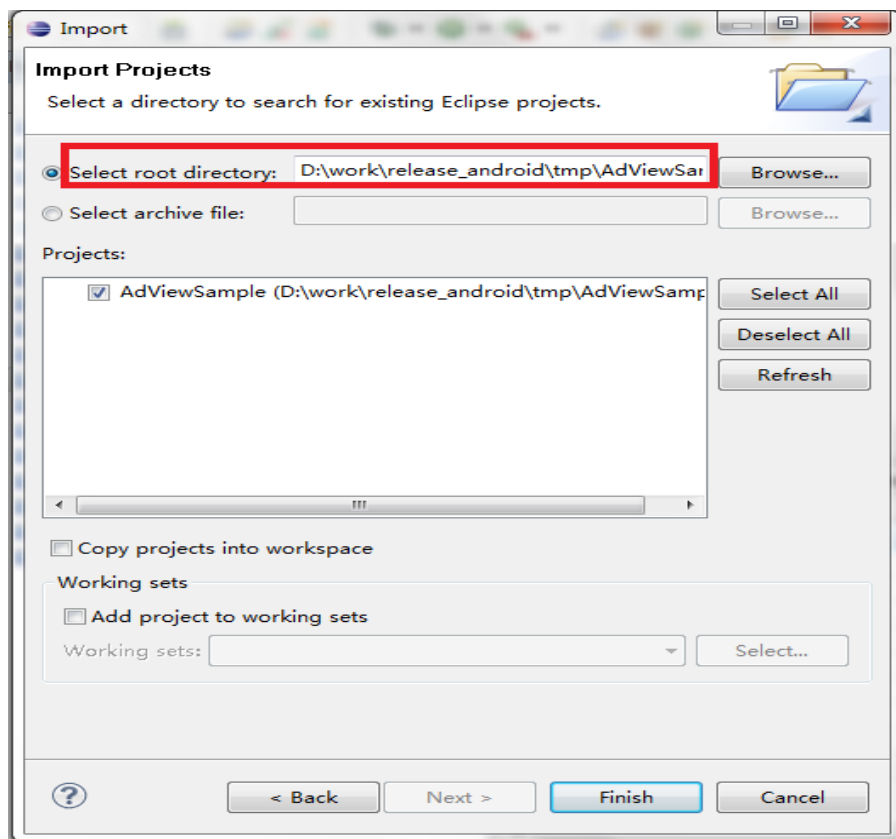 Import
Import Projects
Select a directory to search for existing Eclipse projects.
Select root directory: D:\work\release_android\tmp\AdViewSar Browse...
Select archive file: Browse...
Projects:
AdViewSample (D:\work\release_android\tmp\AdViewSamp Select All
Deselect All
Refresh
Copy projects into workspace
Working sets
Add project to working sets
Working sets: Select...
< Back Next > Finish Cancel